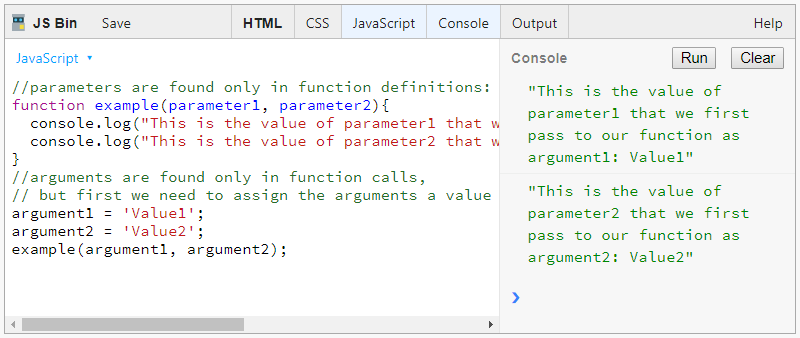 JS Bin Save HTML CSS JavaScript Console Output Help
JavaScript
//parameters are found only in function definitions:
function example(parameter1, parameter2){
  console.log("This is the value of parameter1 that w
  console.log("This is the value of parameter2 that w
}
//arguments are found only in function calls,
// but first we need to assign the arguments a value
argument1 = 'Value1';
argument2 = 'Value2';
example(argument1, argument2);
Console Run Clear
"This is the value of
parameter1 that we first
pass to our function as
argument1: Value1"
"This is the value of
parameter2 that we first
pass to our function as
argument2: Value2"